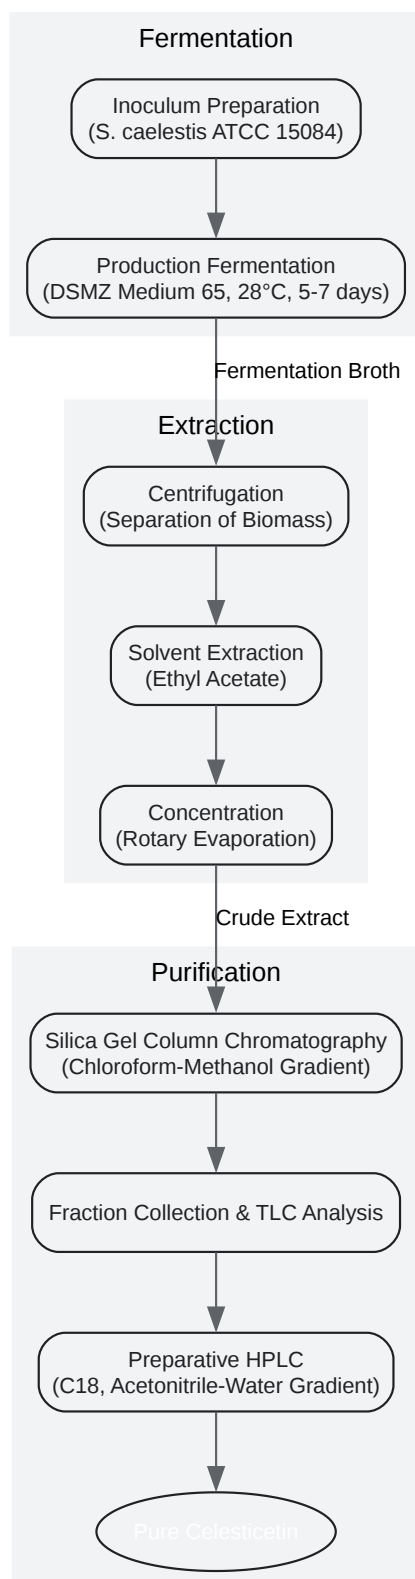 Fermentation
Inoculum Preparation
(S. caelestis ATCC 15084)
Production Fermentation
(DSMZ Medium 65, 28°C, 5-7 days)
Fermentation Broth
Extraction
Centrifugation
(Separation of Biomass)
Solvent Extraction
(Ethyl Acetate)
Concentration
(Rotary Evaporation)
Crude Extract
Purification
Silica Gel Column Chromatography
(Chloroform-Methanol Gradient)
Fraction Collection & TLC Analysis
Preparative HPLC
(C18, Acetonitrile-Water Gradient)
Pure Celesticetin